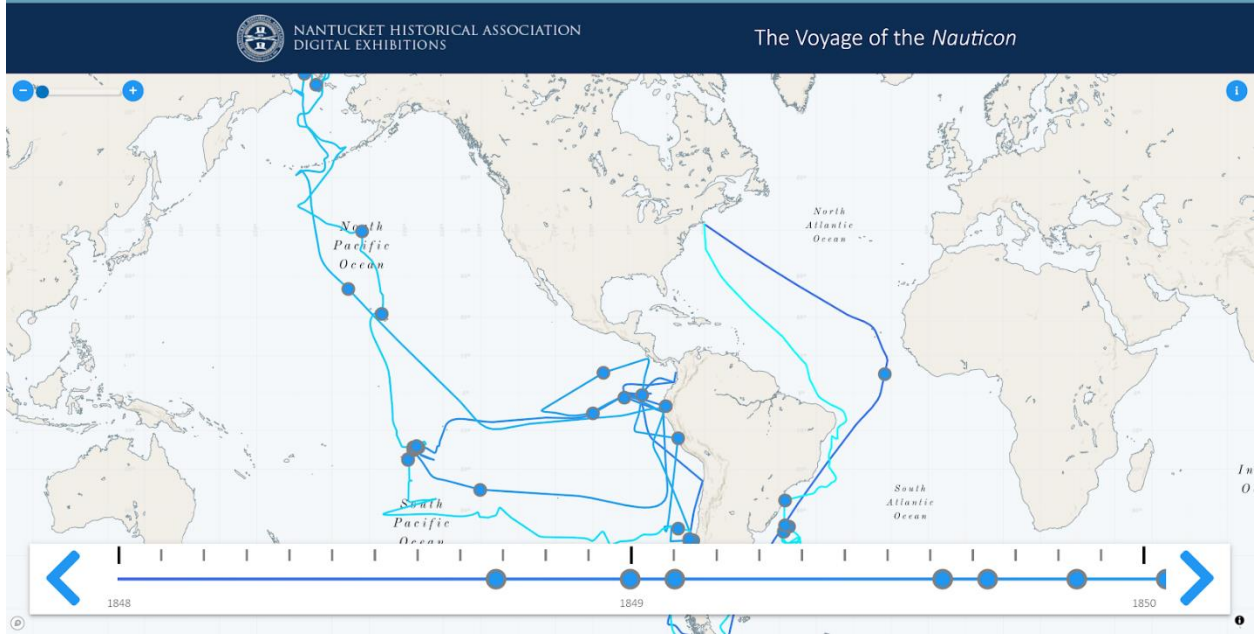 NANTUCKET HISTORICAL ASSOCIATION
DIGITAL EXHIBITIONS
The Voyage of the Nauticon
North
Atlantic
Ocean
North
Pacific
Ocean
In
O
South
Atlantic
Ocean
South
Pacific
Ocean
1848
1849
1850